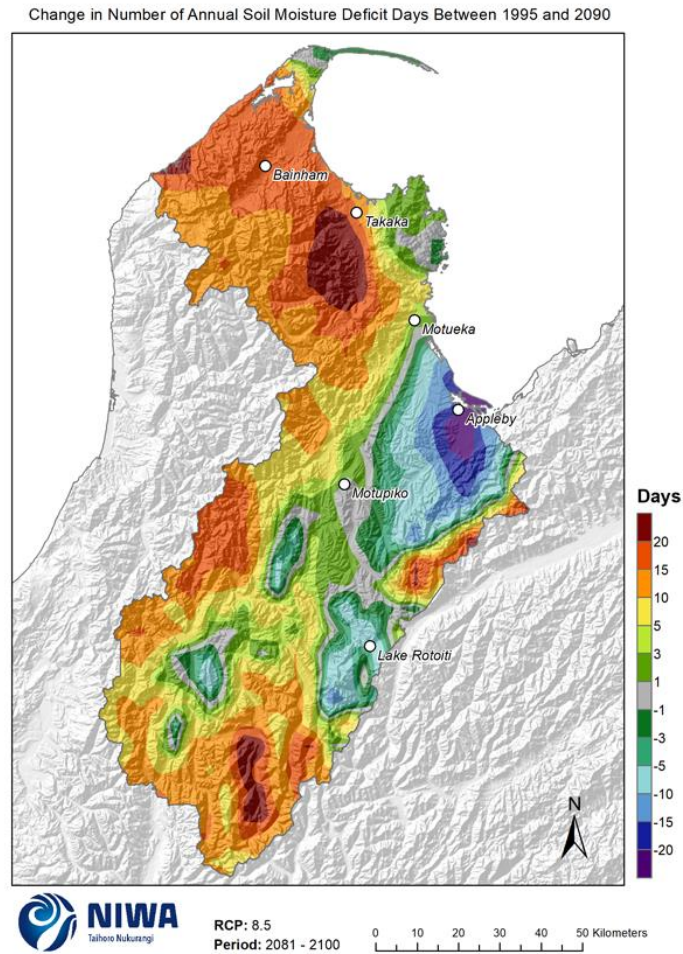 Change in Number of Annual Soil Moisture Deficit Days Between 1995 and 2090
Bainham
Takaka
Motueka
Appleby
Motupiko
Lake Rotoiti
Days
20
15
10
5
3
1
-1
-3
-5
-10
-15
-20
N
NIWA
Taihoro Nukurangi
RCP: 8.5
Period: 2081 - 2100
0 10 20 30 40 50 Kilometers